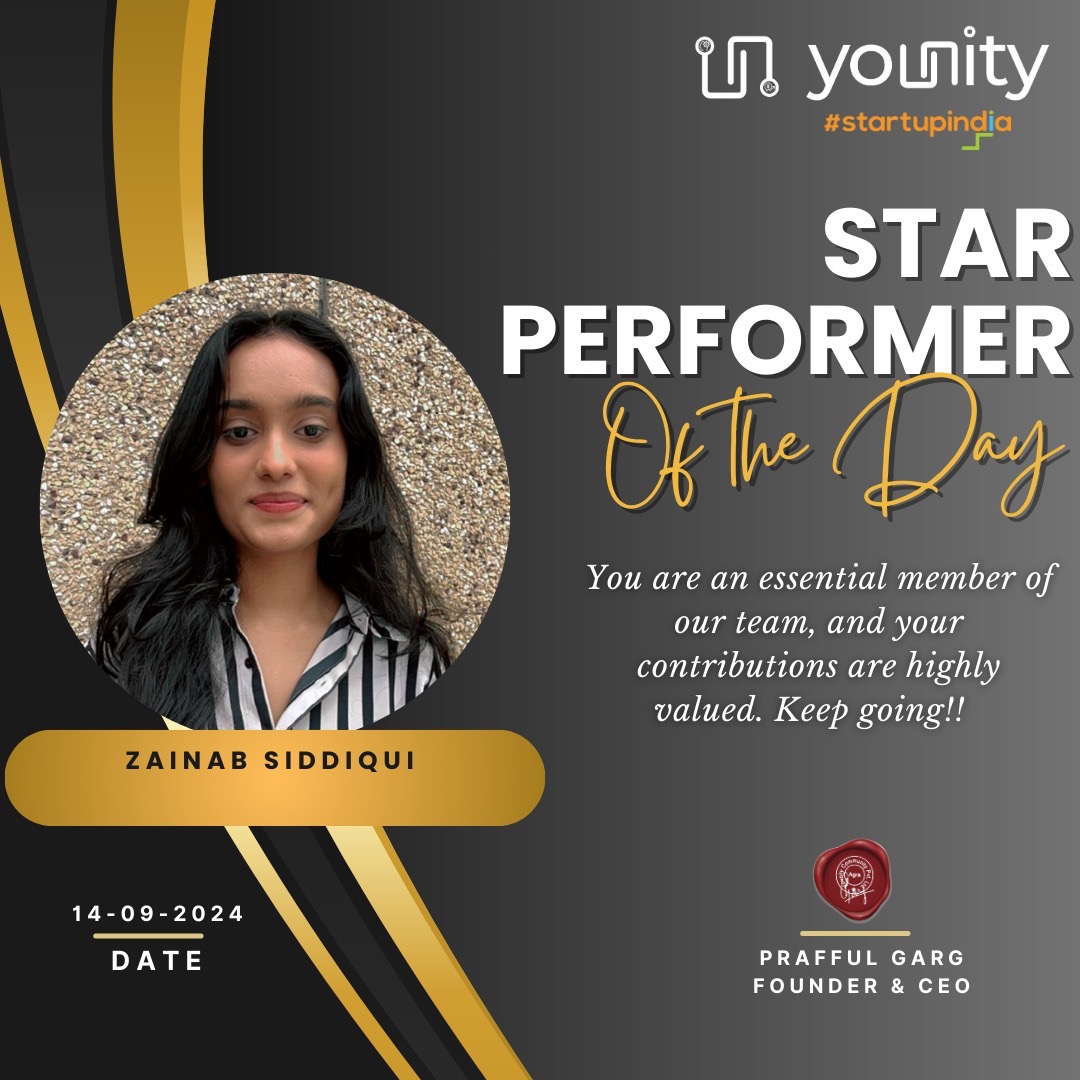 younity
#startupindia
STAR
PERFORMER
Of the Day
You are an essential member of
our team, and your
contributions are highly
valued. Keep going!!
ZAINAB SIDDIQUI
14-09-2024
DATE
Agra
PRAFFUL GARG
FOUNDER & CEO